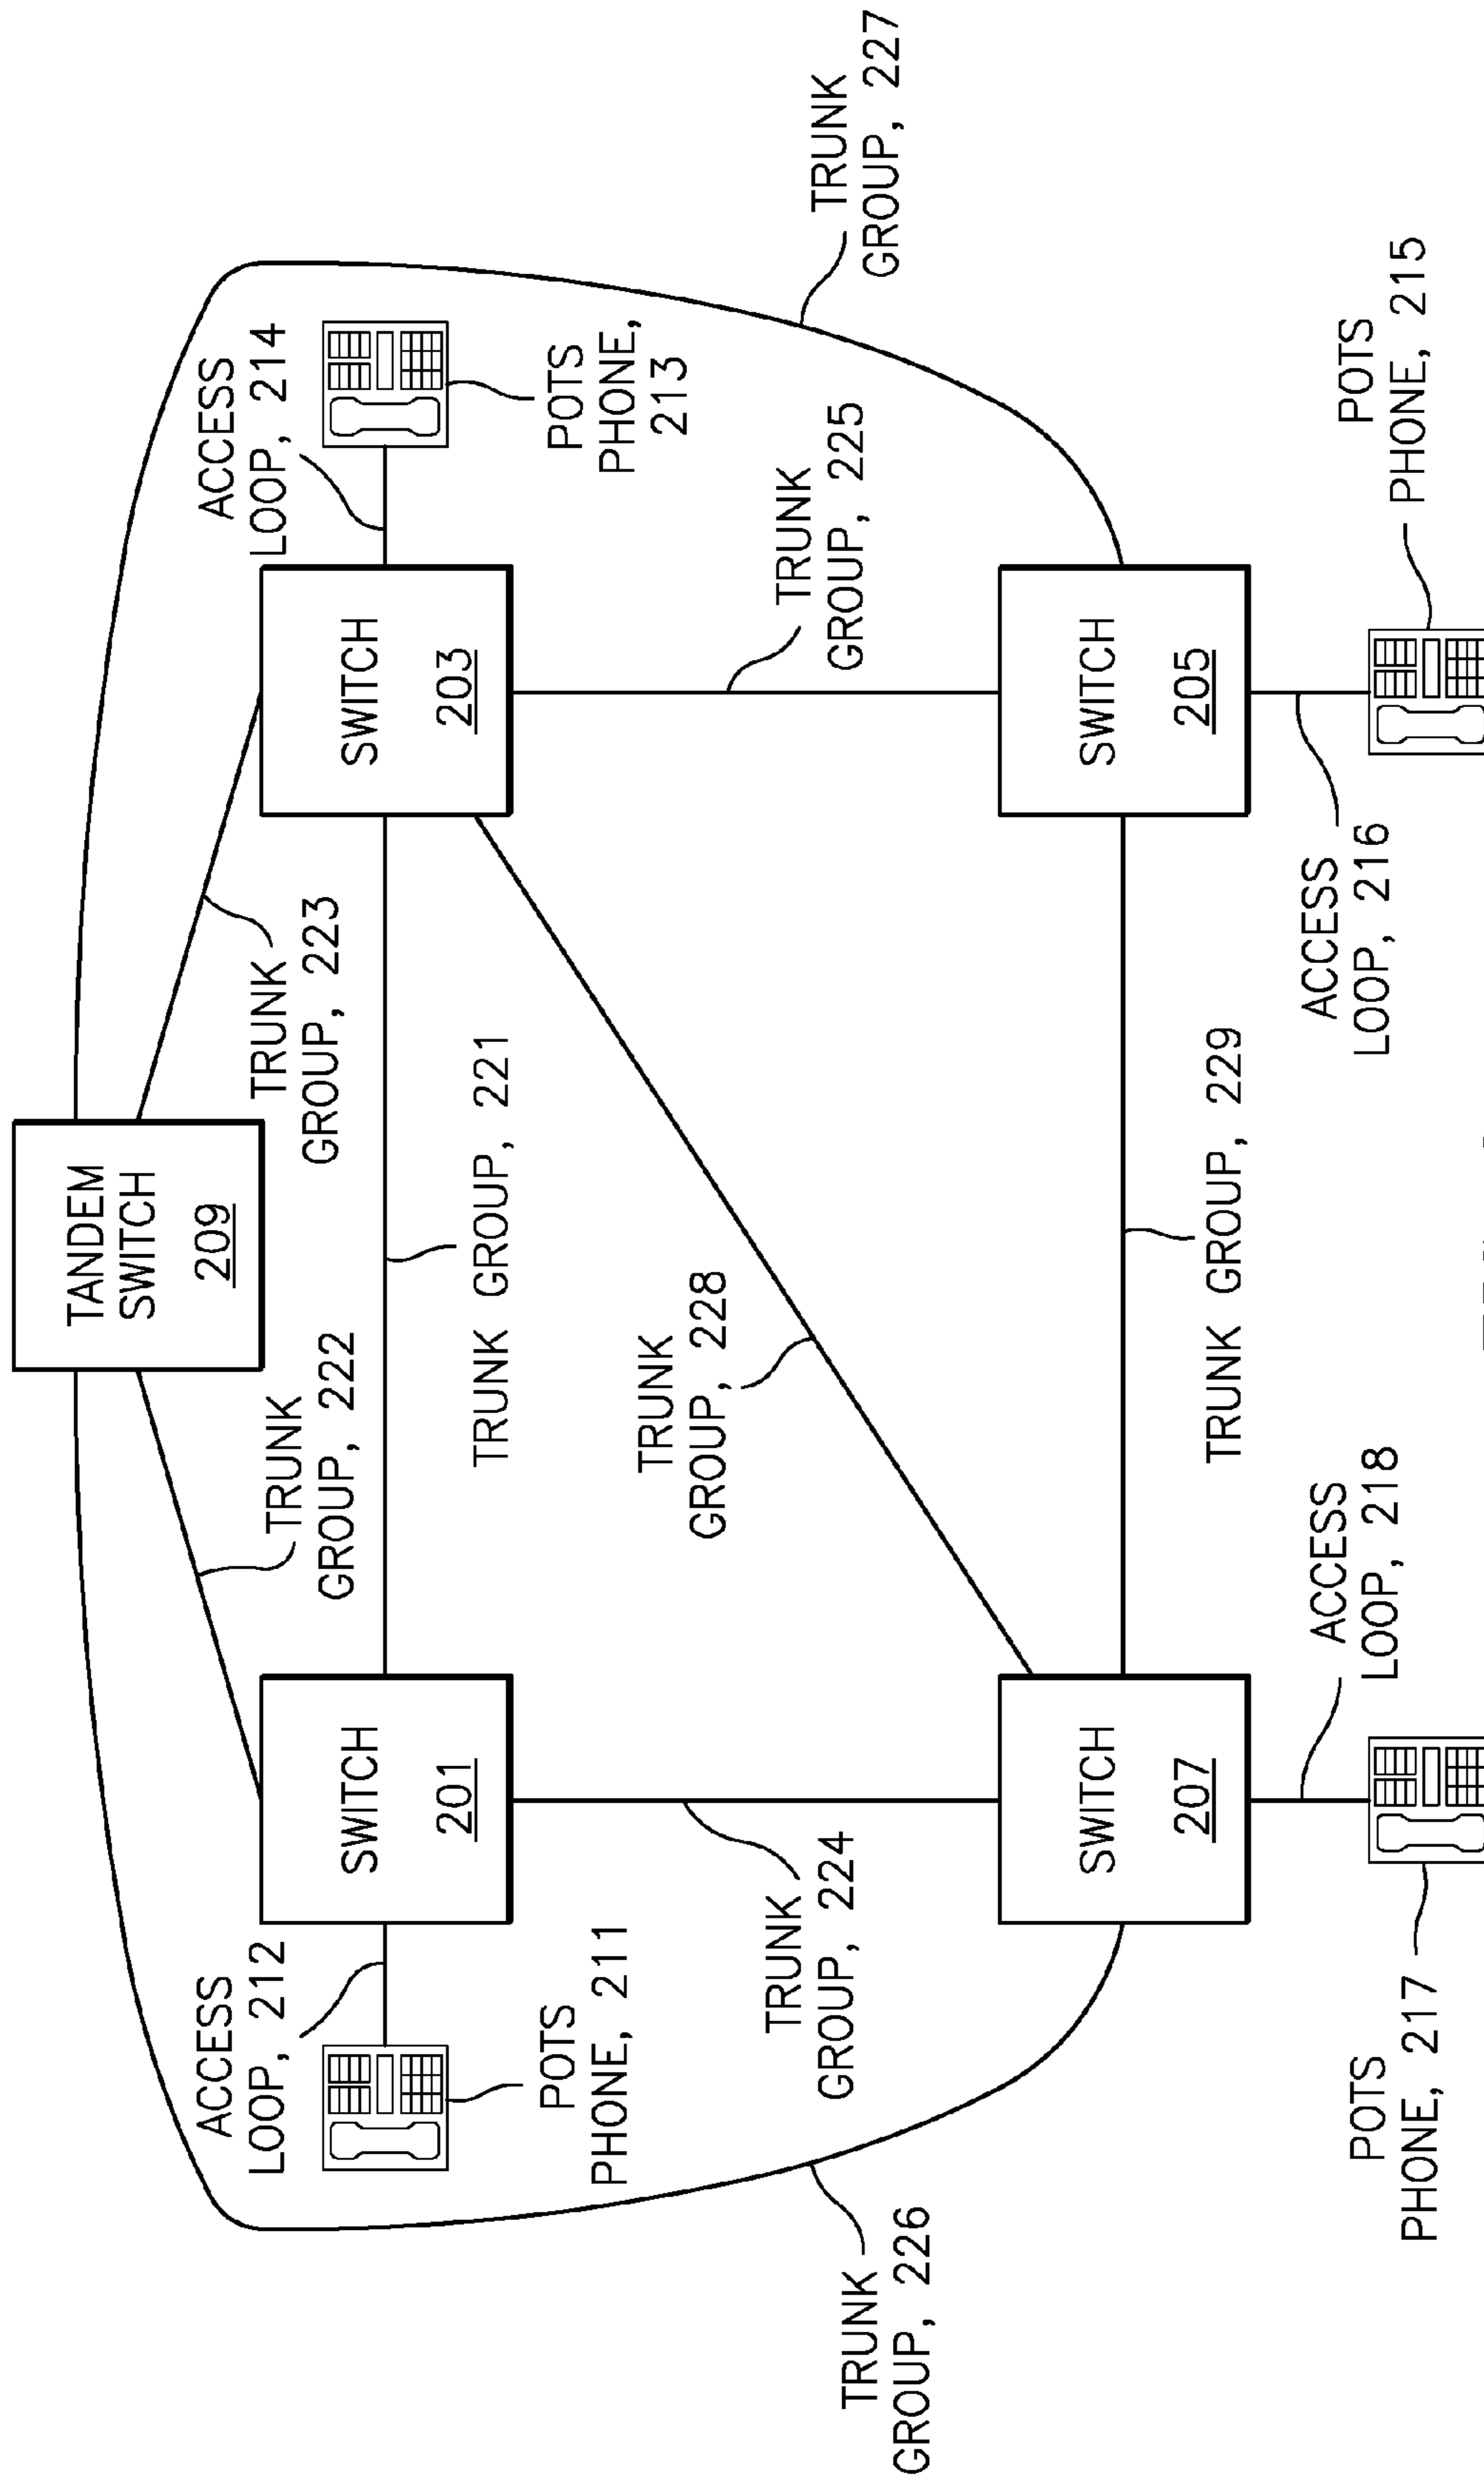 TANDEM
SWITCH
209
TRUNK
GROUP, 222
TRUNK
GROUP, 223
ACCESS
LOOP, 212
ACCESS
LOOP, 214
SWITCH
201
SWITCH
203
TRUNK GROUP, 221
POTS
PHONE, 211
POTS
PHONE,
213
TRUNK
GROUP, 228
TRUNK
GROUP, 224
TRUNK
GROUP, 225
TRUNK
GROUP, 226
TRUNK
GROUP, 227
SWITCH
207
SWITCH
205
TRUNK GROUP, 229
ACCESS
LOOP, 218
ACCESS
LOOP, 216
POTS
PHONE, 217
POTS
PHONE, 215